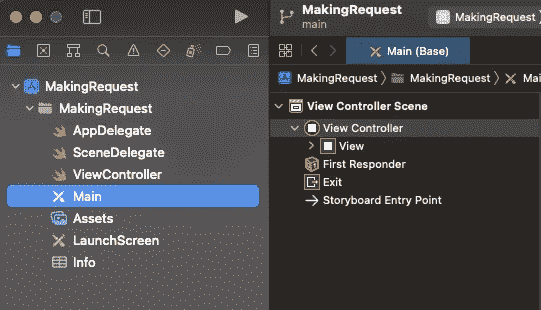 MakingRequest
main
MakingRequest
Main (Base)
MakingRequest
MakingRequest
Mai
MakingRequest
MakingRequest
AppDelegate
SceneDelegate
ViewController
Main
Assets
LaunchScreen
Info
View Controller Scene
View Controller
View
First Responder
Exit
Storyboard Entry Point